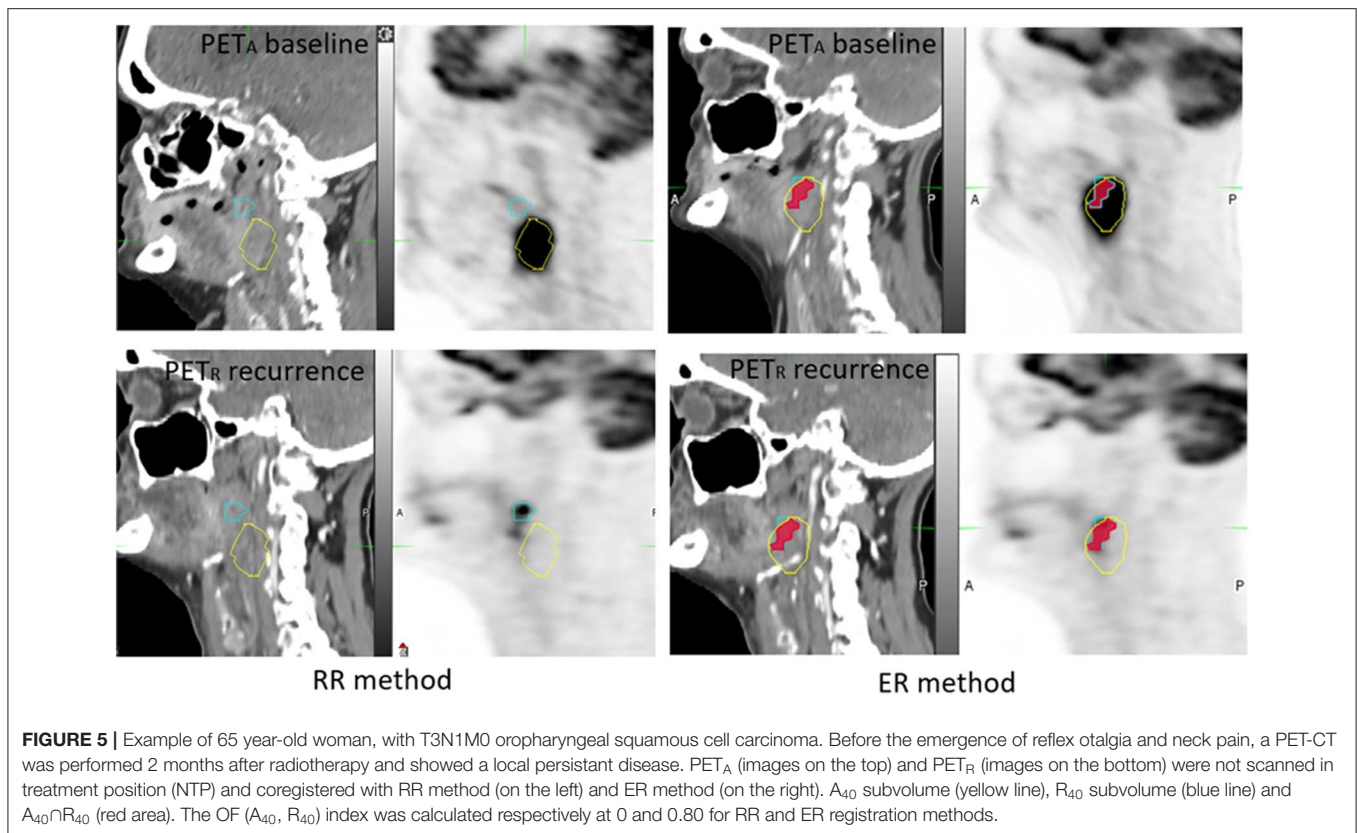 PETA baseline
PETA baseline
A
P
PETR recurrence
PETR recurrence
P
A
P
A
P
RR method
ER method
FIGURE 5 | Example of 65 year-old woman, with T3N1M0 oropharyngeal squamous cell carcinoma. Before the emergence of reflex otalgia and neck pain, a PET-CT
was performed 2 months after radiotherapy and showed a local persistant disease. PETA (images on the top) and PETR (images on the bottom) were not scanned in
treatment position (NTP) and coregistered with RR method (on the left) and ER method (on the right). A40 subvolume (yellow line), R40 subvolume (blue line) and
A40∩R40 (red area). The OF (A40, R40) index was calculated respectively at 0 and 0.80 for RR and ER registration methods.